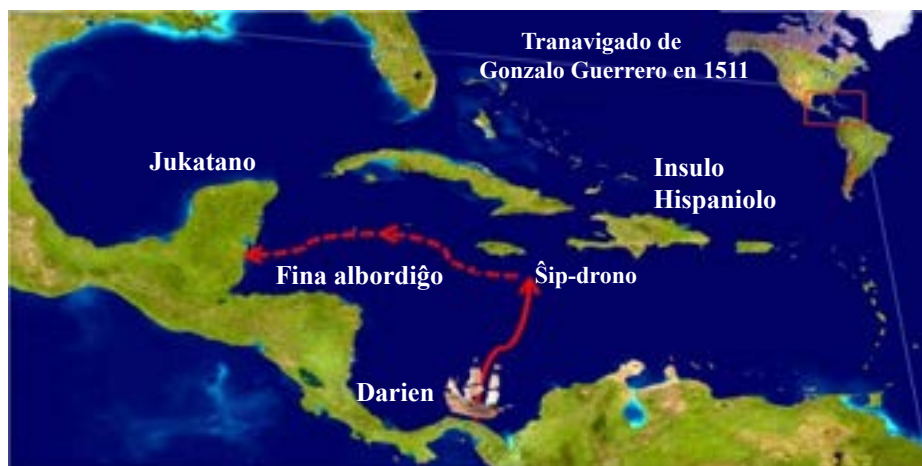 Tranavigado de
Gonzalo Guerrero en 1511
Jukatano
Insulo
Hispaniolo
Fina albordiĝo
Ŝip-drono
Darien